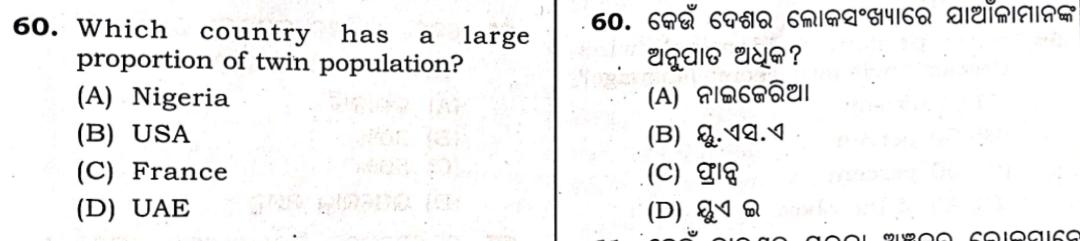 60. Which country has a large
proportion of twin population?
(A) Nigeria
(B) USA
(C) France
(D) UAE
60. କେଉଁ ଦେଶର ଲୋକସଂଖ୍ୟାରେ ଯାଆଁଳାମାନଙ୍କ
ଅନୁପାତ ଅଧିକ?
(A) ନାଇଜେରିଆ
(B) ୟୁ.ଏସ.ଏ
(C) ଫ୍ରାନ୍ସ
(D) ୟୁଏ ଇ